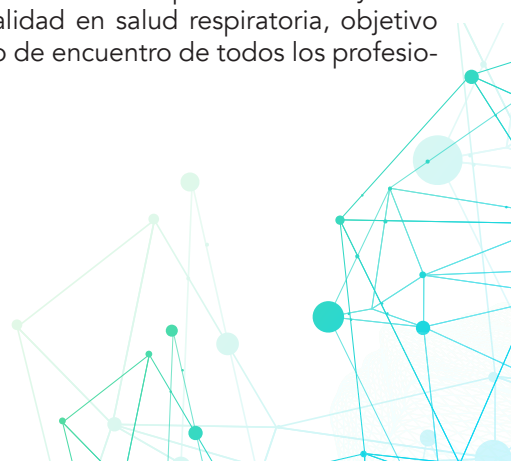 alidad en salud respiratoria, objetivo
o de encuentro de todos los profesio-